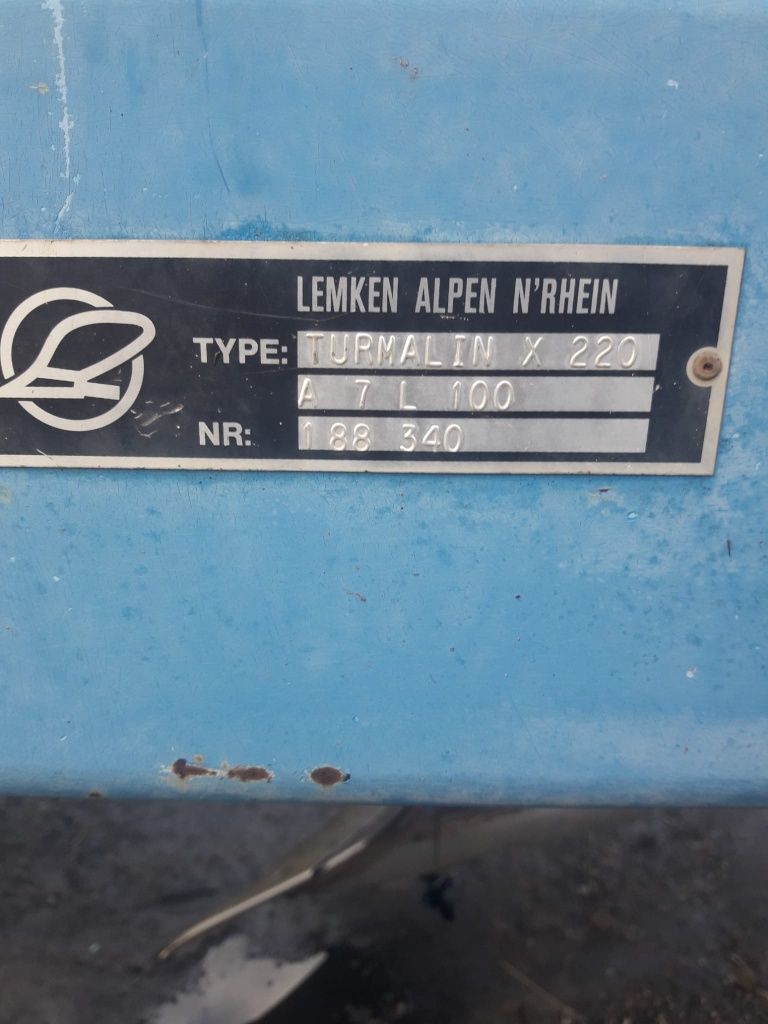 LEMKEN ALPEN N'RHEIN
TYPE: TURMALIN X 220
A 7 L 100
NR: 188 340